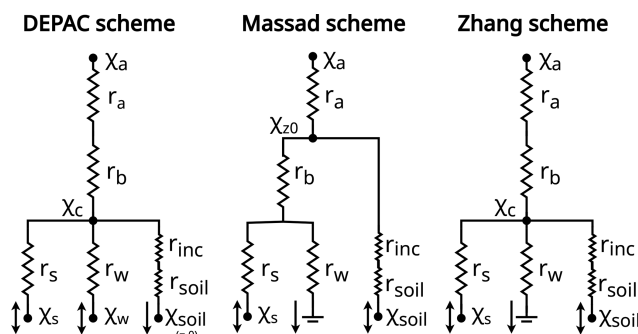 DEPAC scheme
χa
ra
rb
χc
rs
rw
rinc
rsoil
χs
χw
χsoil
Massad scheme
χa
ra
χz0
rb
rs
rw
rinc
rsoil
χs
χsoil
Zhang scheme
χa
ra
rb
χc
rs
rw
rinc
rsoil
χs
χsoil